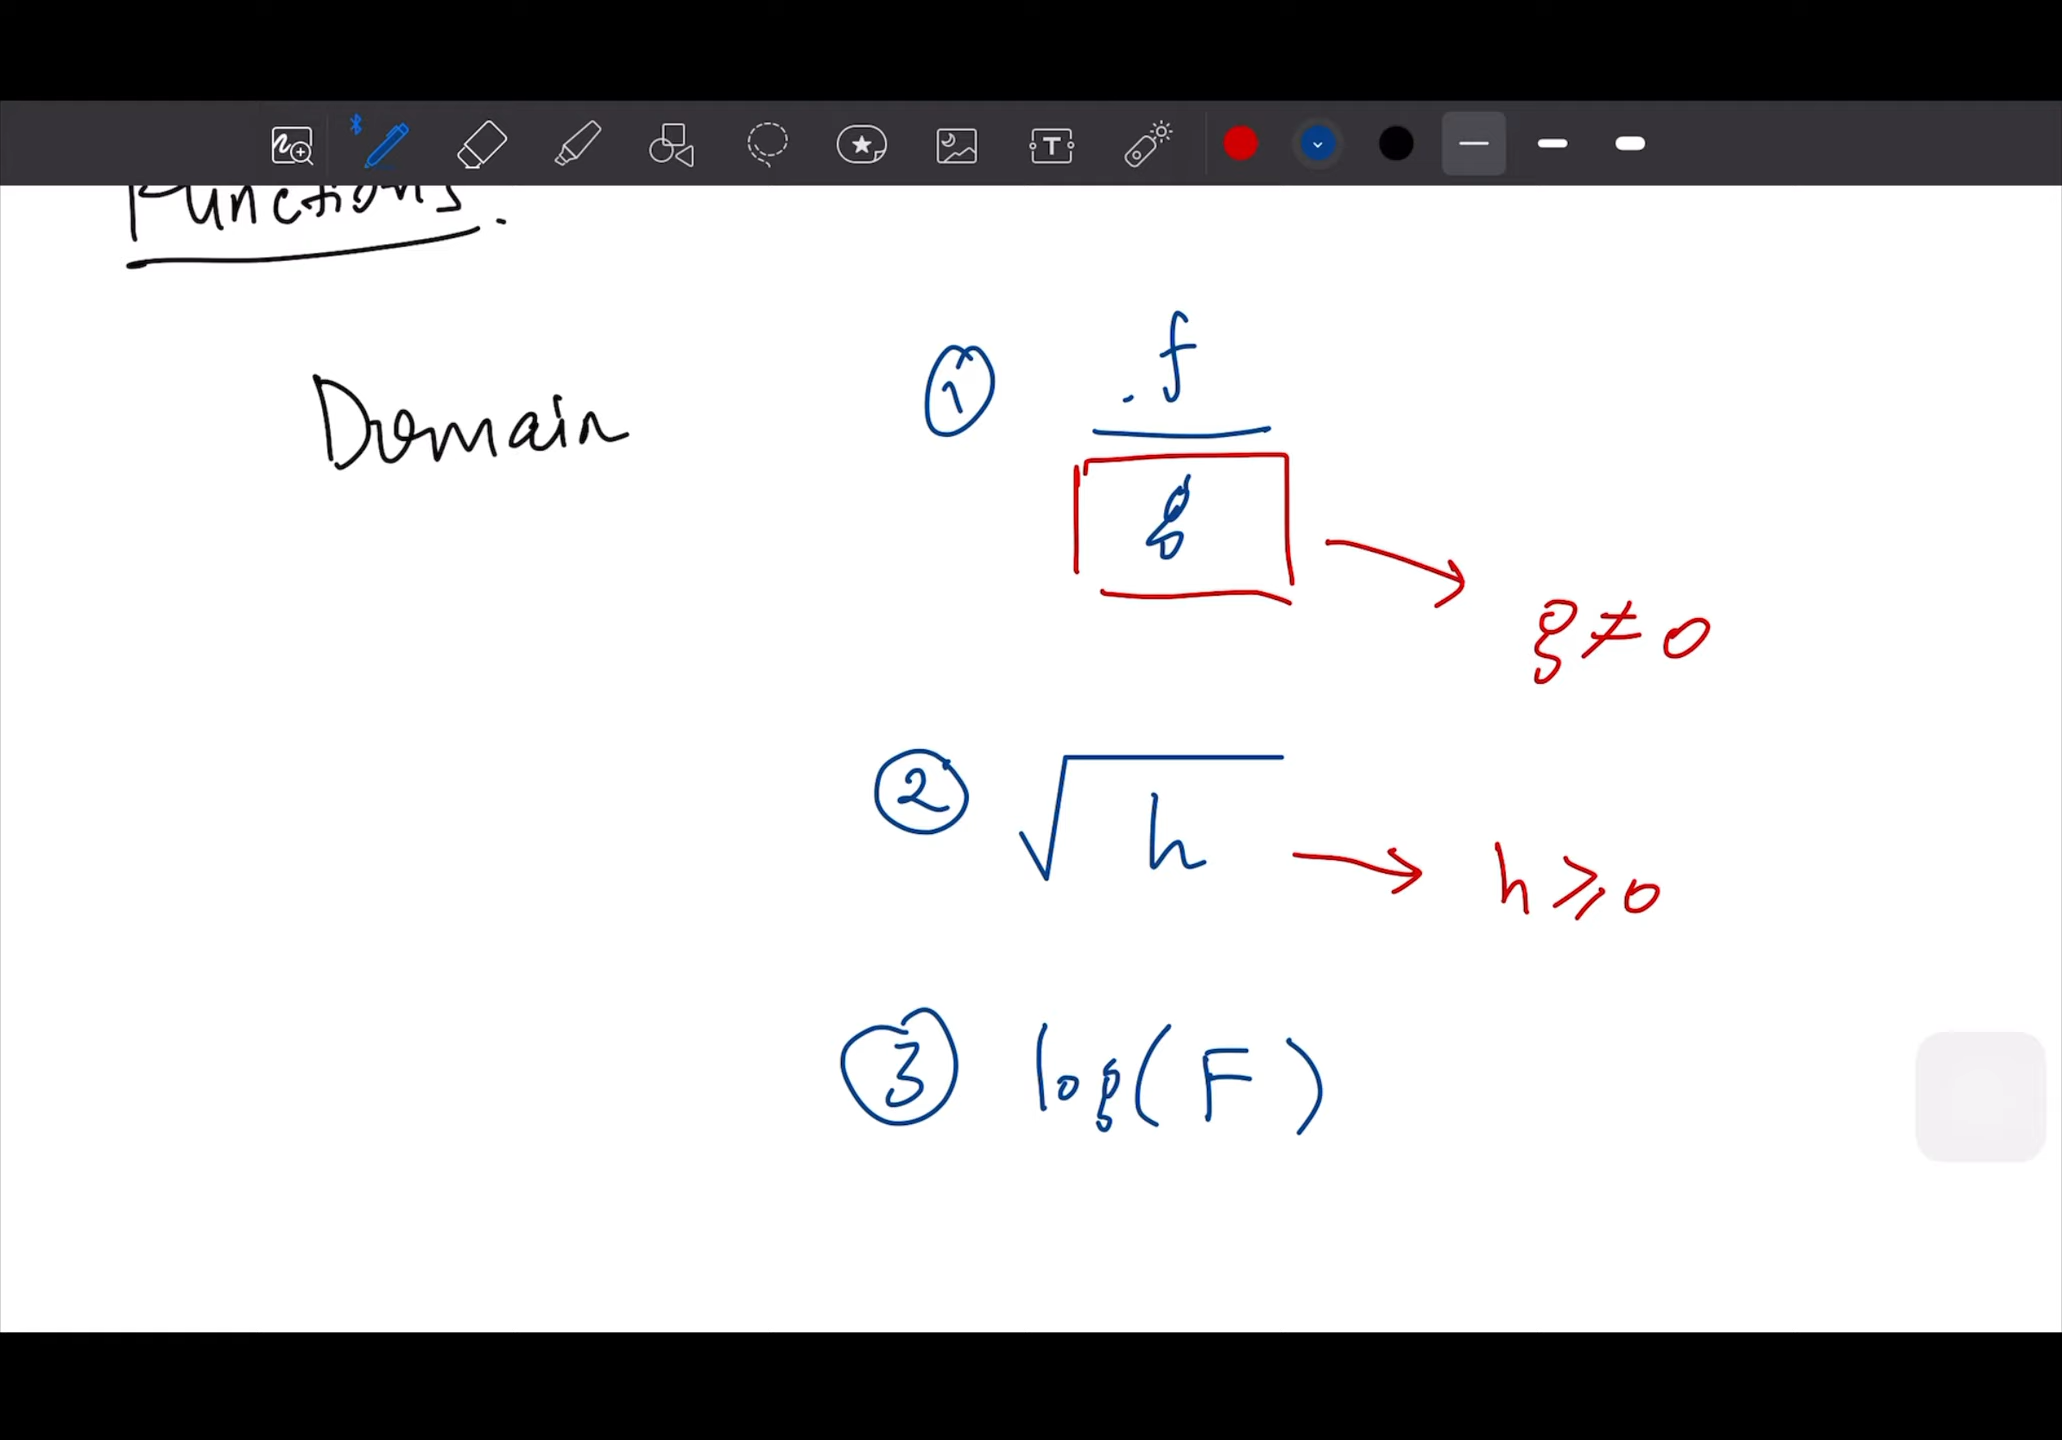 Functions.
Domain
① f
g
g ≠ 0
② √h
h ⩾ 0
③ log(F)